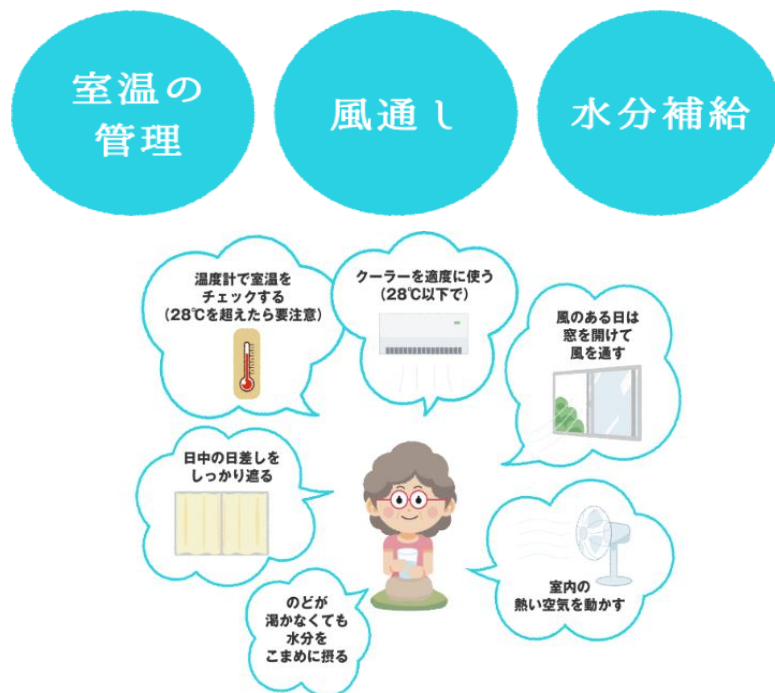 室温の
管理
風通し
水分補給
温度計で室温を
チェックする
（28℃を超えたら要注意）
クーラーを適度に使う
（28℃以下で）
風のある日は
窓を開けて
風を通す
日中の日差しを
しっかり遮る
室内の
熱い空気を動かす
のどが
渇かなくても
水分を
こまめに摂る